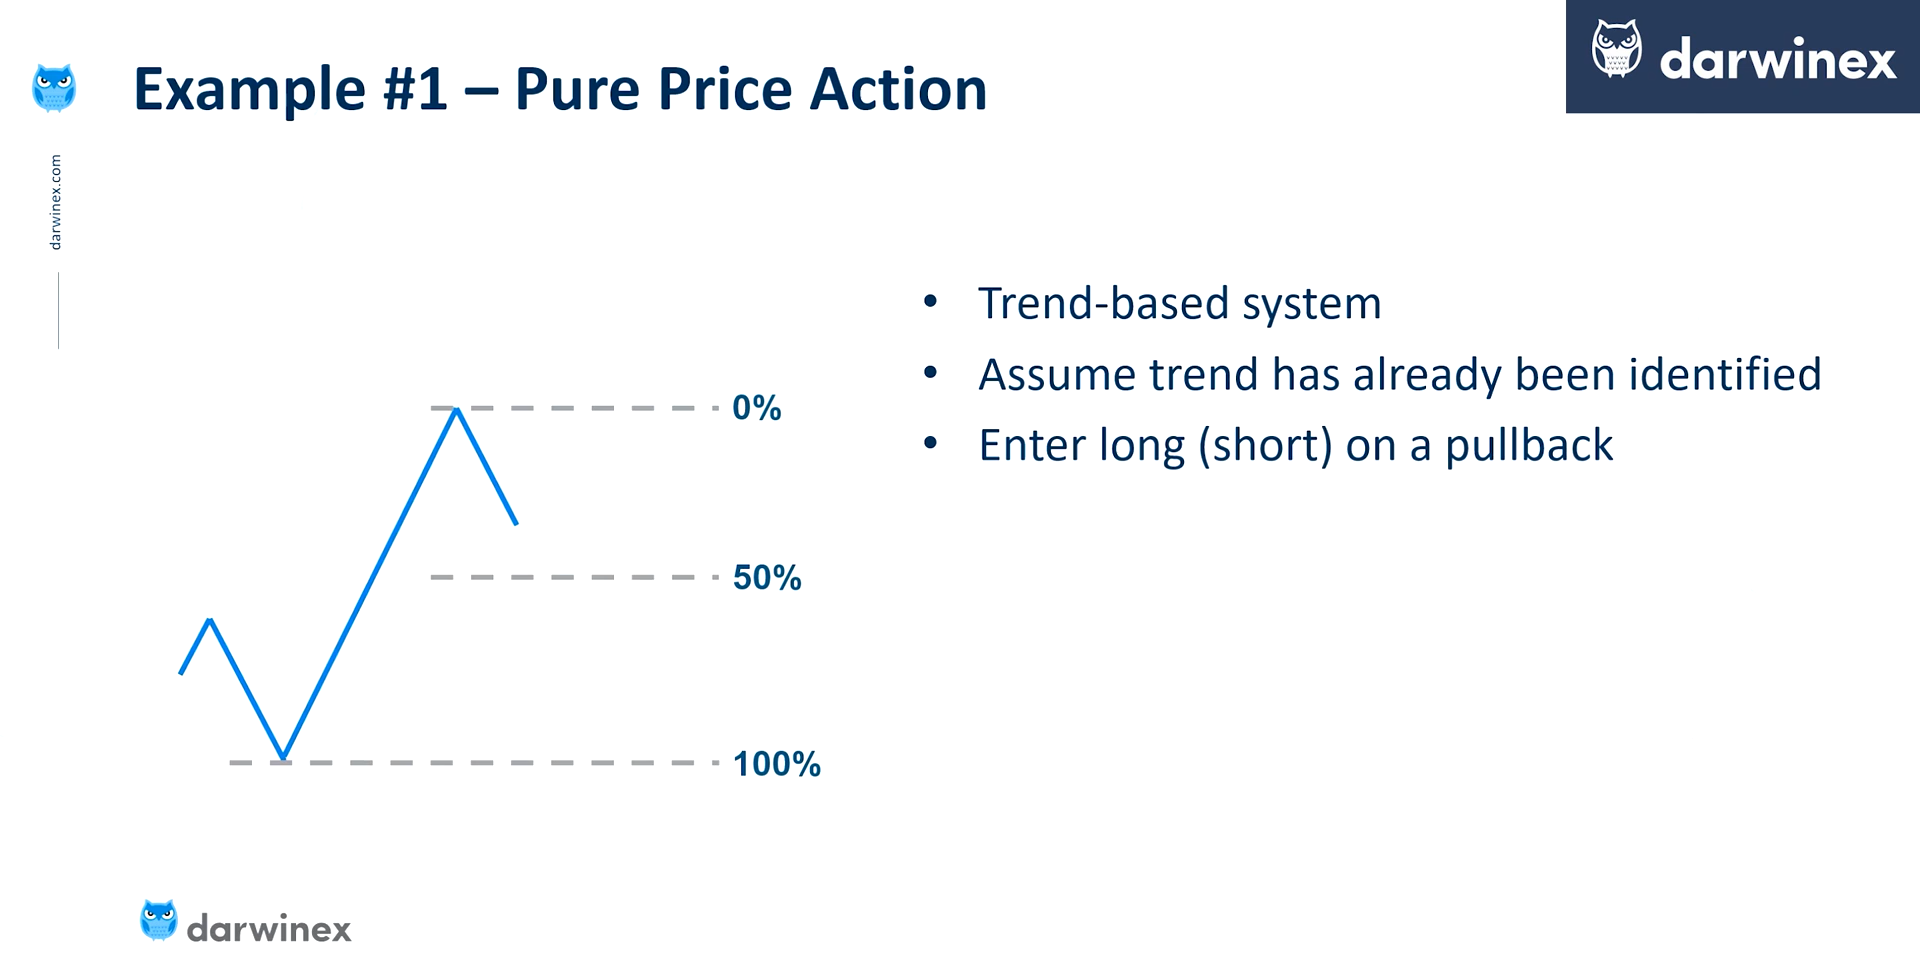 Example #1 – Pure Price Action
darwinex
darwinex.com
• Trend-based system
• Assume trend has already been identified
• Enter long (short) on a pullback
0%
50%
100%
darwinex